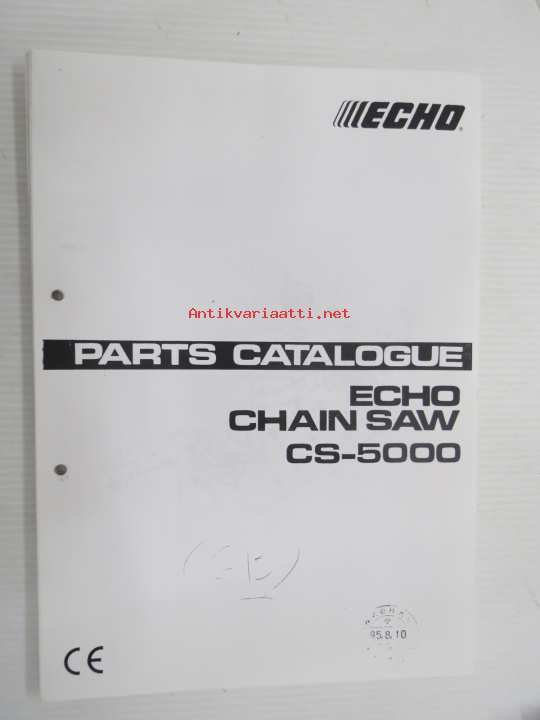 ECHO
Antikvariaatti.net
PARTS CATALOGUE
ECHO
CHAIN SAW
CS-5000
95.8.10
CE